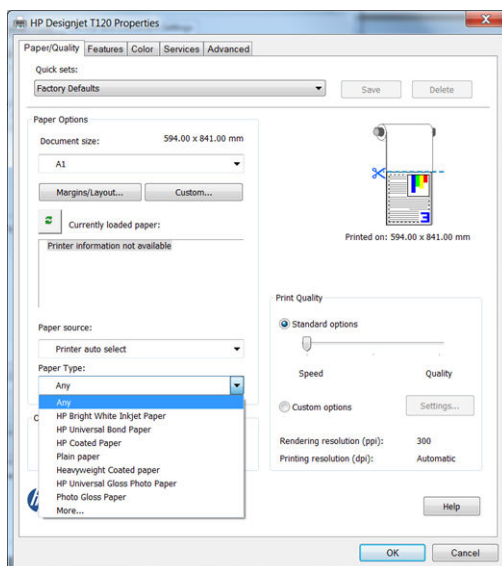 HP Designjet T120 Properties
Paper/Quality Features Color Services Advanced
Quick sets:
Factory Defaults
Save
Delete
Paper Options
Document size: 594.00 x 841.00 mm
A1
Margins/Layout...
Custom...
Currently loaded paper:
Printer information not available
Printed on: 594.00 x 841.00 mm
Paper source:
Printer auto select
Paper Type:
Any
Any
HP Bright White Inkjet Paper
HP Universal Bond Paper
HP Coated Paper
Plain paper
Heavyweight Coated paper
HP Universal Gloss Photo Paper
Photo Gloss Paper
More...
Print Quality
Standard options
Speed
Quality
Custom options
Settings...
Rendering resolution (ppi): 300
Printing resolution (dpi): Automatic
Help
OK
Cancel